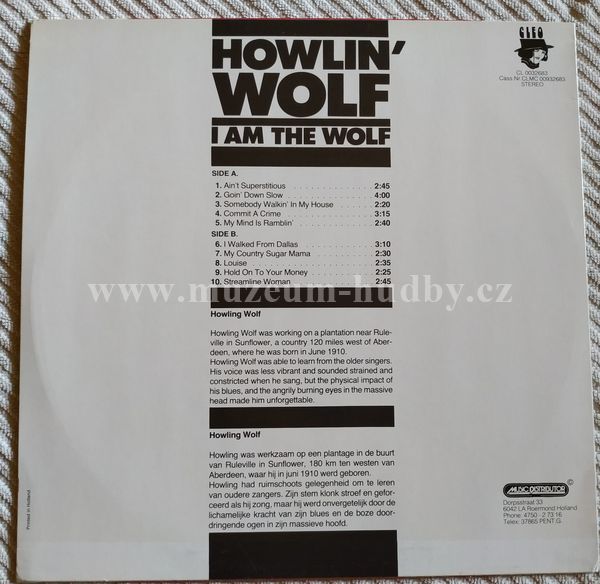 HOWLIN'
WOLF
I AM THE WOLF
CLEO
CL 0032683
Cass.Nr.CLMC 00932683
STEREO
SIDE A.
1. Ain't Superstitious . . . . . . . . . . . . . 2:45
2. Goin' Down Slow . . . . . . . . . . . . . 4:00
3. Somebody Walkin' In My House . . . . . . 2:20
4. Commit A Crime . . . . . . . . . . . . . 3:15
5. My Mind Is Ramblin' . . . . . . . . . . . 2:40
SIDE B.
6. I Walked From Dallas . . . . . . . . . . 3:10
7. My Country Sugar Mama . . . . . . . . . 2:30
8. Louise . . . . . . . . . . . . . . . . 2:35
9. Hold On To Your Money . . . . . . . . . 2:25
10. Streamline Woman . . . . . . . . . . . 2:45
www.muzeum-hudby.cz
Howling Wolf
Howling Wolf was working on a plantation near Rule-
ville in Sunflower, a country 120 miles west of Aber-
deen, where he was born in June 1910.
Howling Wolf was able to learn from the older singers.
His voice was less vibrant and sounded strained and
constricted when he sang, but the physical impact of
his blues, and the angrily burning eyes in the massive
head made him unforgettable.
Howling Wolf
Howling was werkzaam op een plantage in de buurt
van Ruleville in Sunflower, 180 km ten westen van
Aberdeen, waar hij in juni 1910 werd geboren.
Howling had ruimschoots gelegenheid om te leren
van oudere zangers. Zijn stem klonk stroef en gefor-
ceerd als hij zong, maar hij werd onvergetelijk door de
lichamelijke kracht van zijn blues en de boze door-
dringende ogen in zijn massieve hoofd.
Printed in Holland
MUSIC DISTRIBUTOR ©
Dorpsstraat 33
6042 LA Roermond Holland
Phone: 4750 - 2 73 16
Telex: 37865 PENT G.